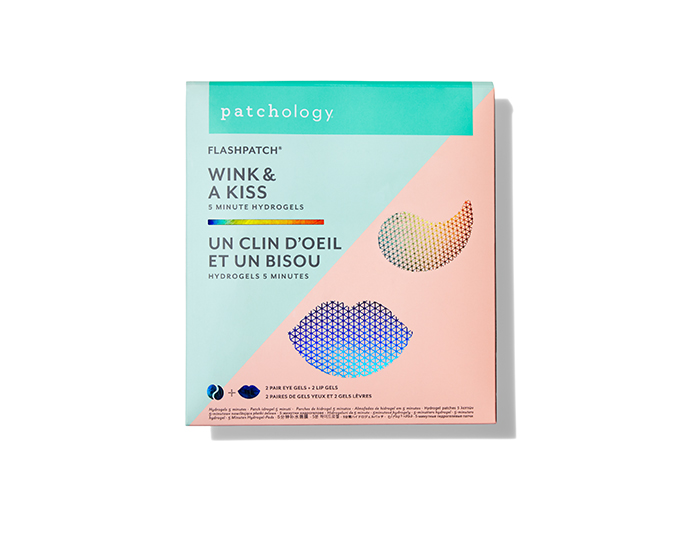 patchology
FLASHPATCH®
WINK &
A KISS
5 MINUTE HYDROGELS
UN CLIN D'OEIL
ET UN BISOU
HYDROGELS 5 MINUTES
2 PAIR EYE GELS + 2 LIP GELS
2 PAIRES DE GELS YEUX ET 2 GELS LÈVRES